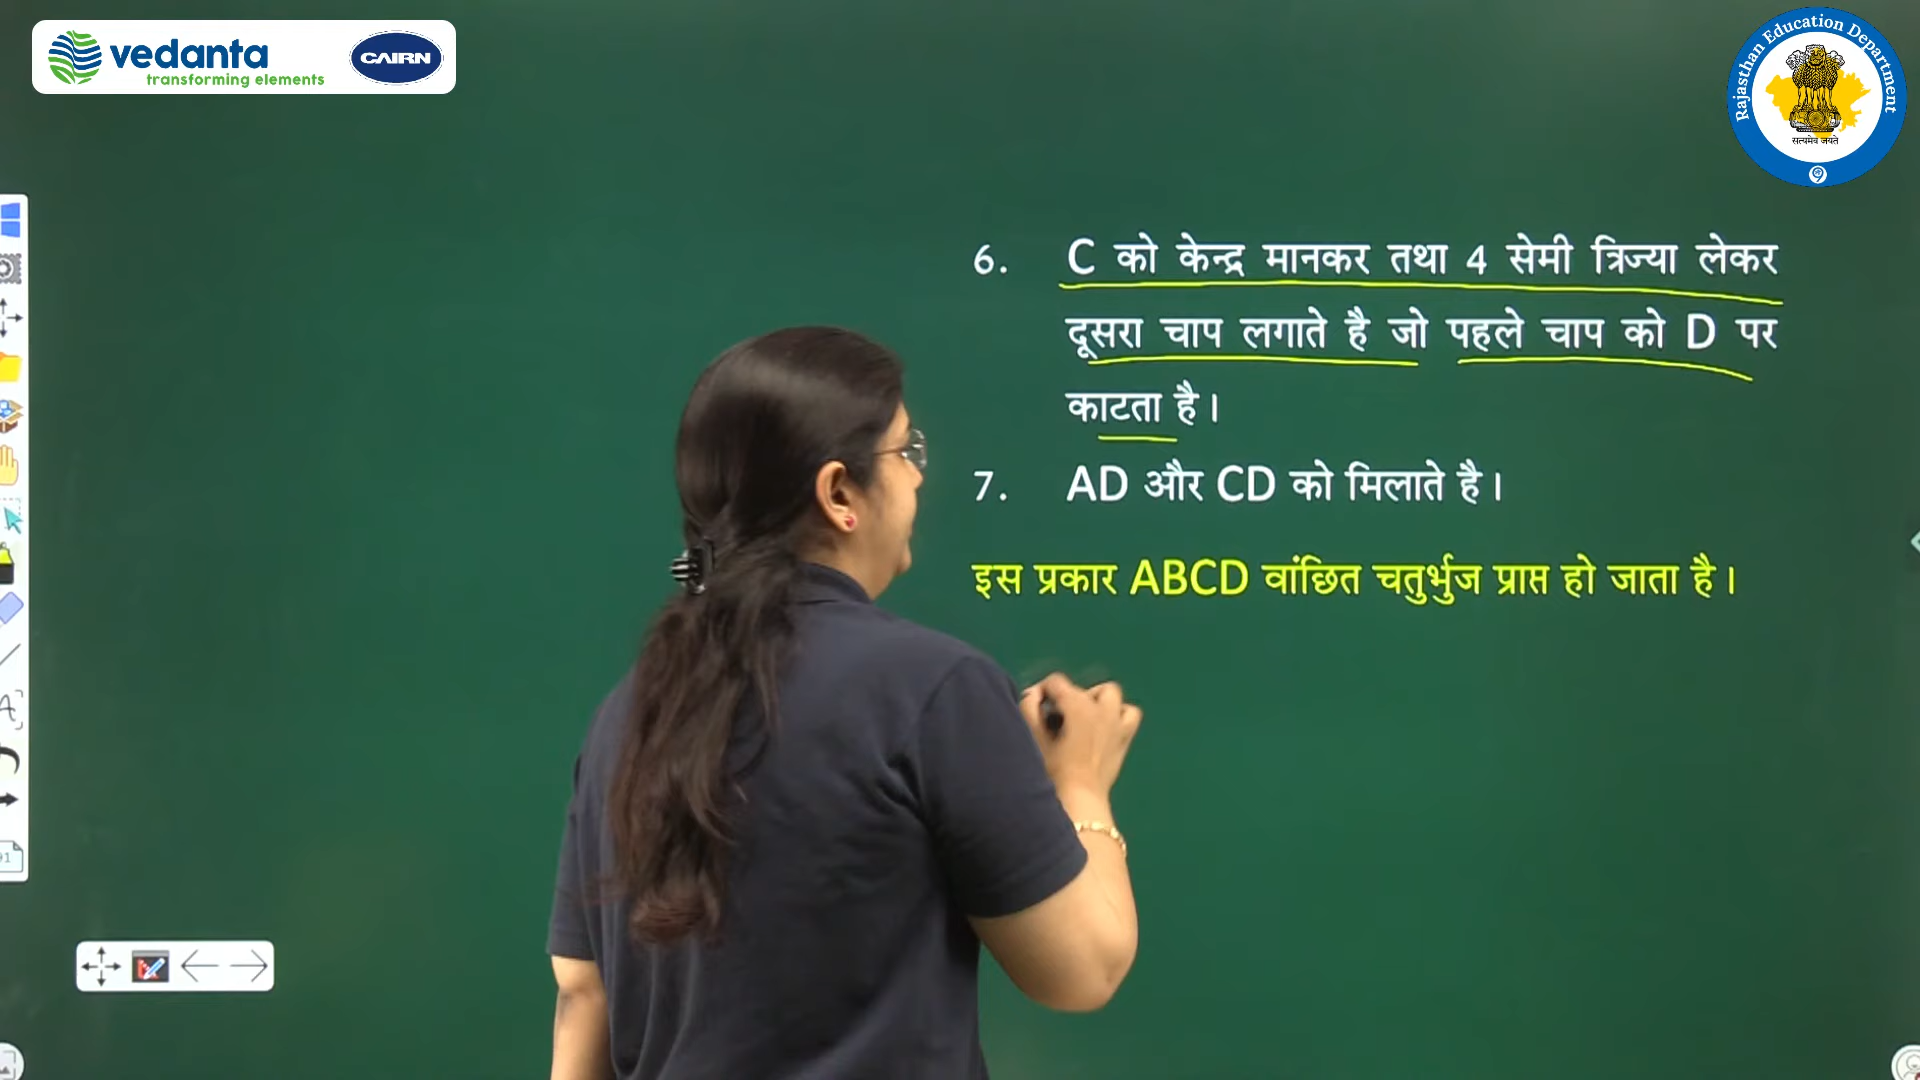 vedanta
transforming elements
CAIRN
Rajasthan Education Department
सत्यमेव जयते
6. C को केन्द्र मानकर तथा 4 सेमी त्रिज्या लेकर
दूसरा चाप लगाते है जो पहले चाप को D पर
काटता है।
7. AD और CD को मिलाते है।
इस प्रकार ABCD वांछित चतुर्भुज प्राप्त हो जाता है।